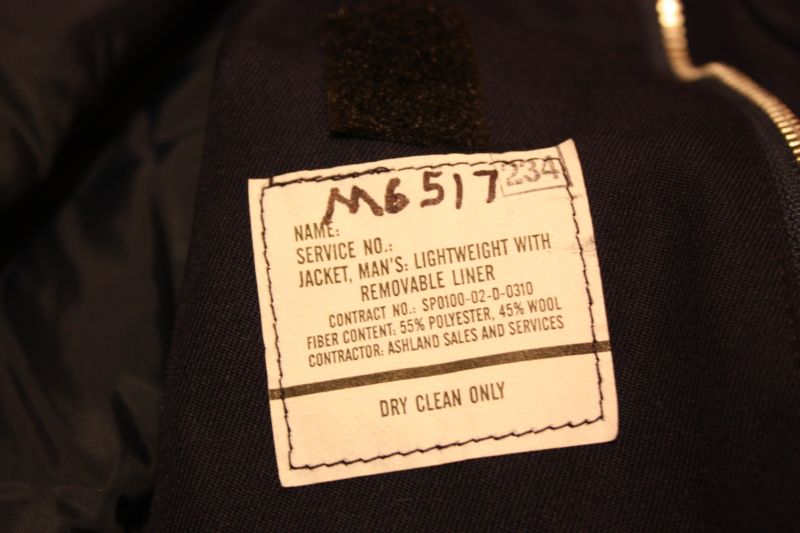 M6517 234
NAME:
SERVICE NO.:
JACKET, MAN'S: LIGHTWEIGHT WITH
REMOVABLE LINER
CONTRACT NO.: SP0100-02-D-0310
FIBER CONTENT: 55% POLYESTER, 45% WOOL
CONTRACTOR: ASHLAND SALES AND SERVICES
DRY CLEAN ONLY